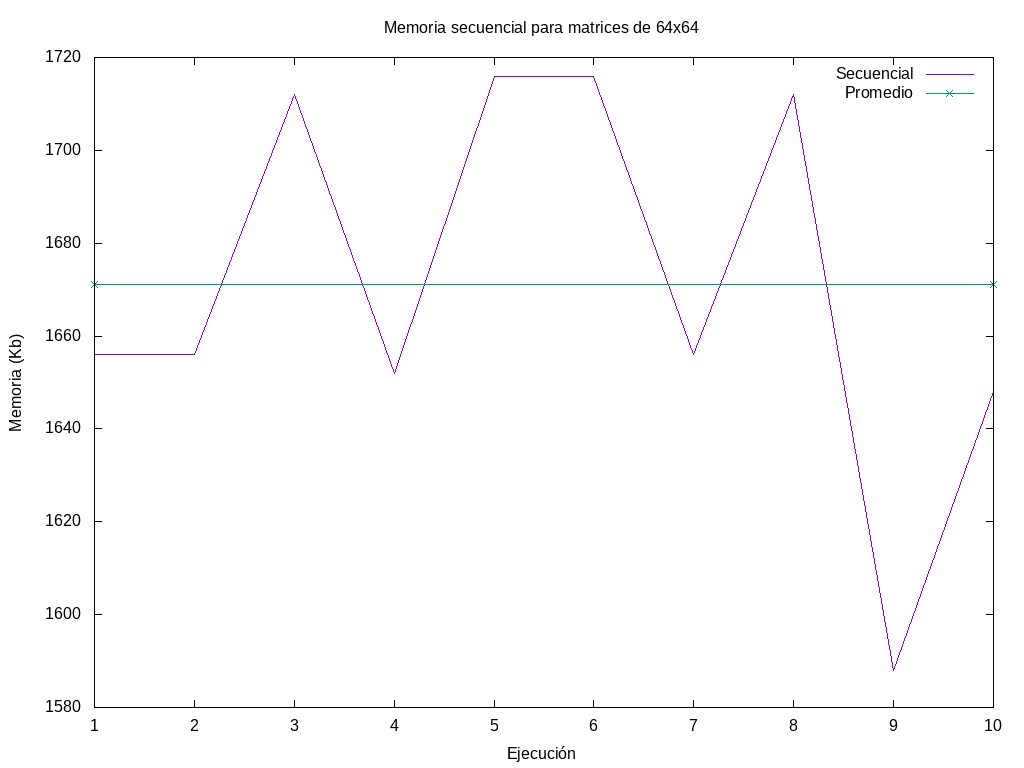 Memoria secuencial para matrices de 64x64
Secuencial
Promedio
1720
1700
1680
1660
1640
1620
1600
1580
Memoria (Kb)
1 2 3 4 5 6 7 8 9 10
Ejecución